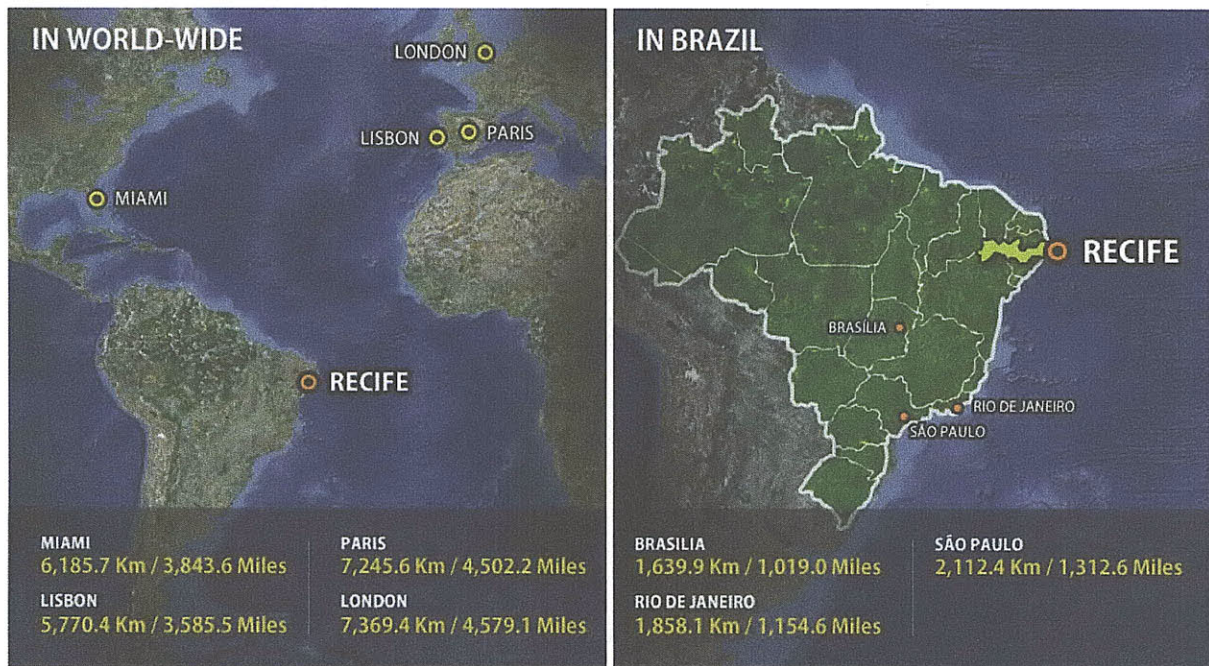 IN WORLD-WIDE
LONDON
LISBON
PARIS
MIAMI
RECIFE
MIAMI
6,185.7 Km / 3,843.6 Miles
LISBON
5,770.4 Km / 3,585.5 Miles
PARIS
7,245.6 Km / 4,502.2 Miles
LONDON
7,369.4 Km / 4,579.1 Miles
IN BRAZIL
RECIFE
BRASÍLIA
RIO DE JANEIRO
SÃO PAULO
BRASILIA
1,639.9 Km / 1,019.0 Miles
RIO DE JANEIRO
1,858.1 Km / 1,154.6 Miles
SÃO PAULO
2,112.4 Km / 1,312.6 Miles